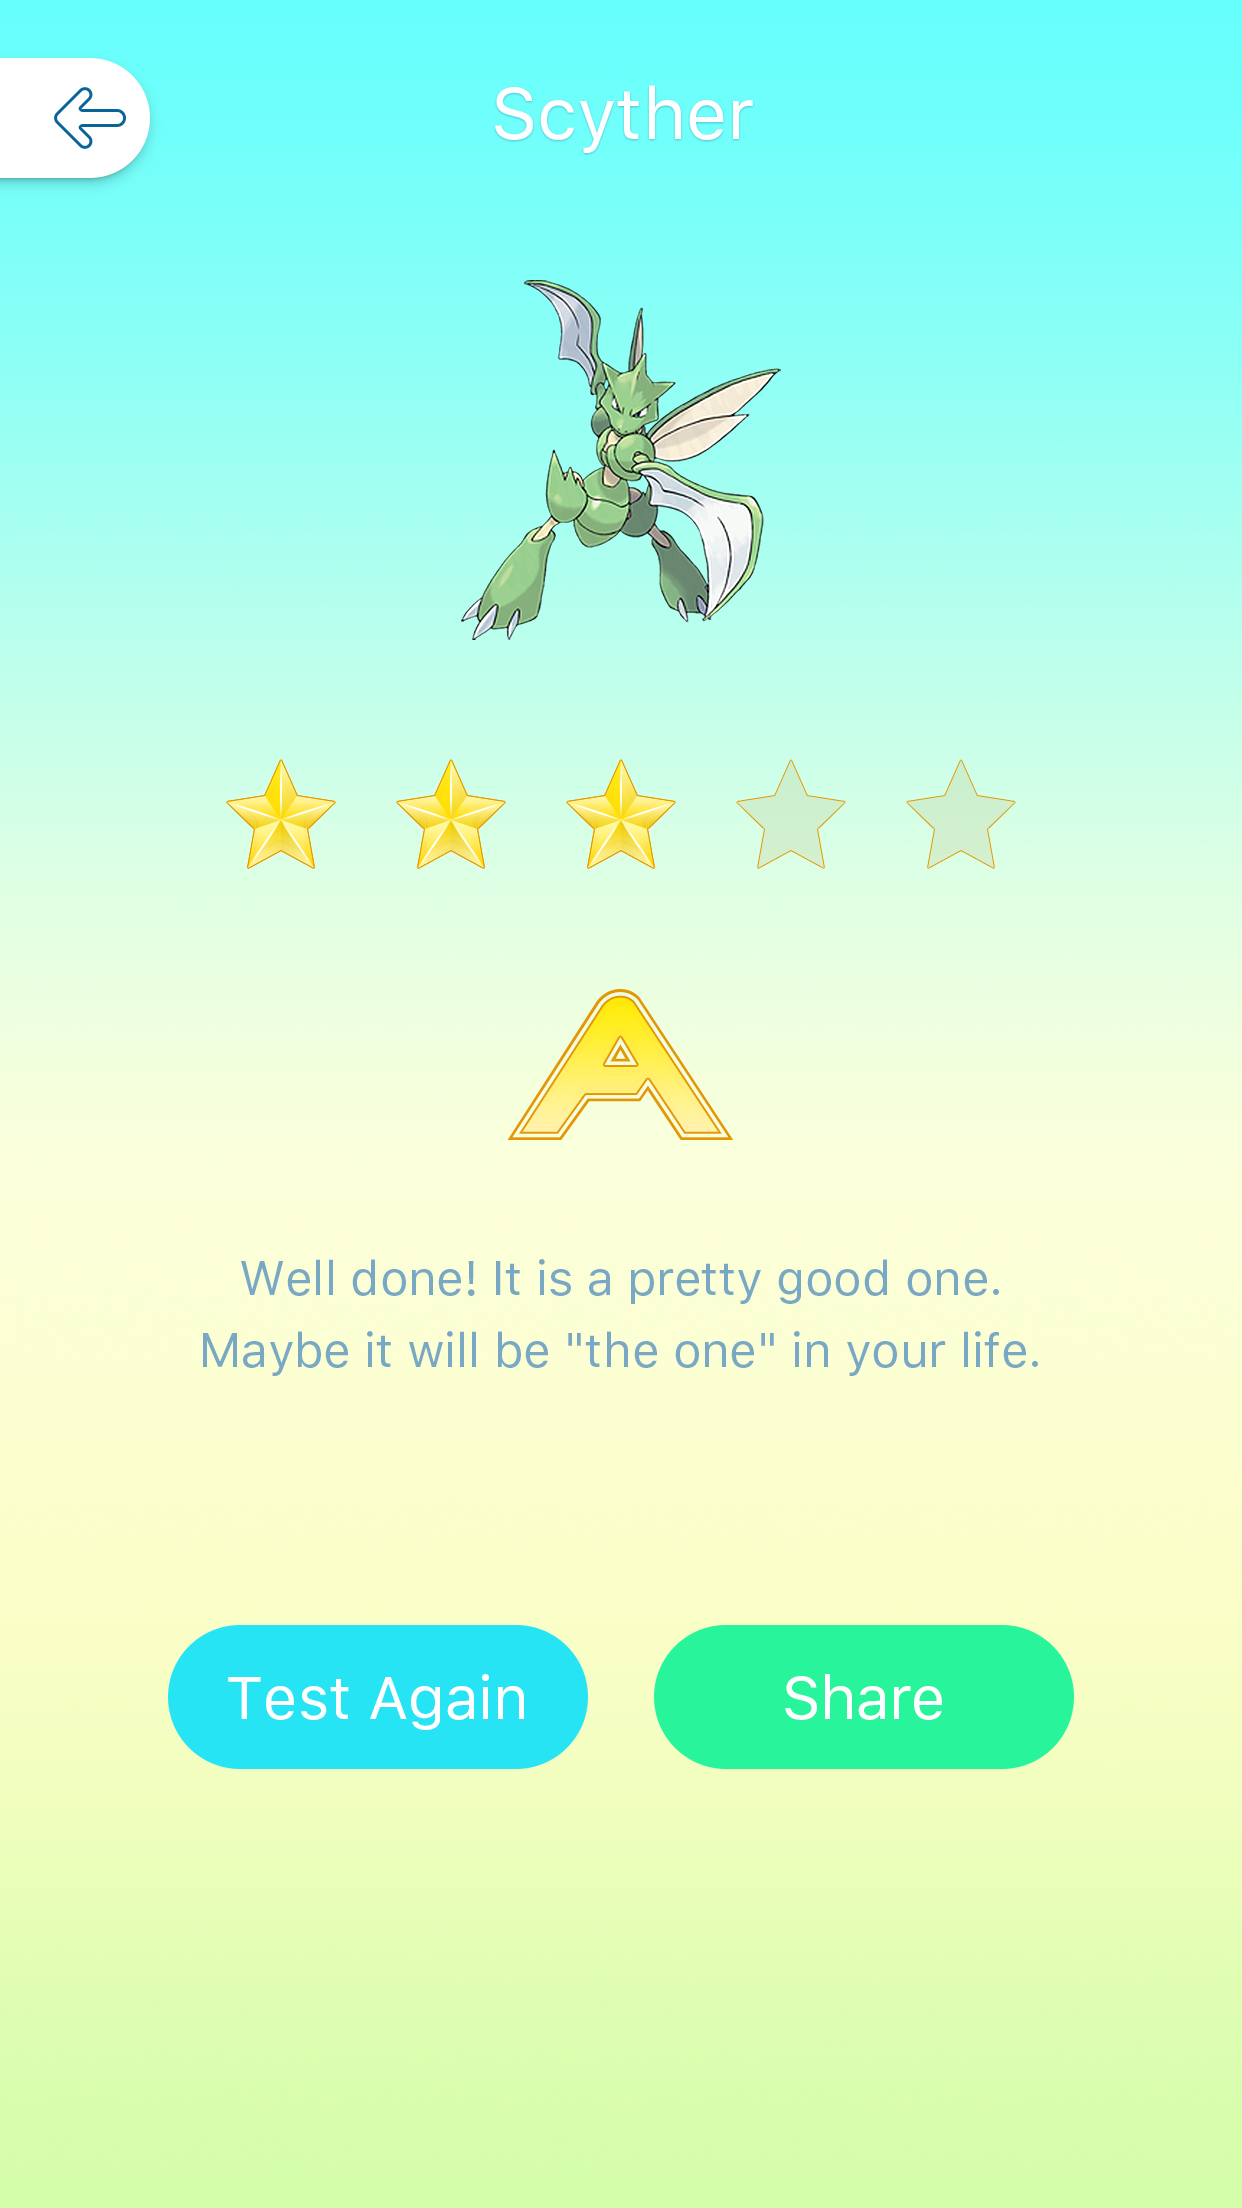 Scyther
A
Well done! It is a pretty good one.
Maybe it will be "the one" in your life.
Test Again
Share